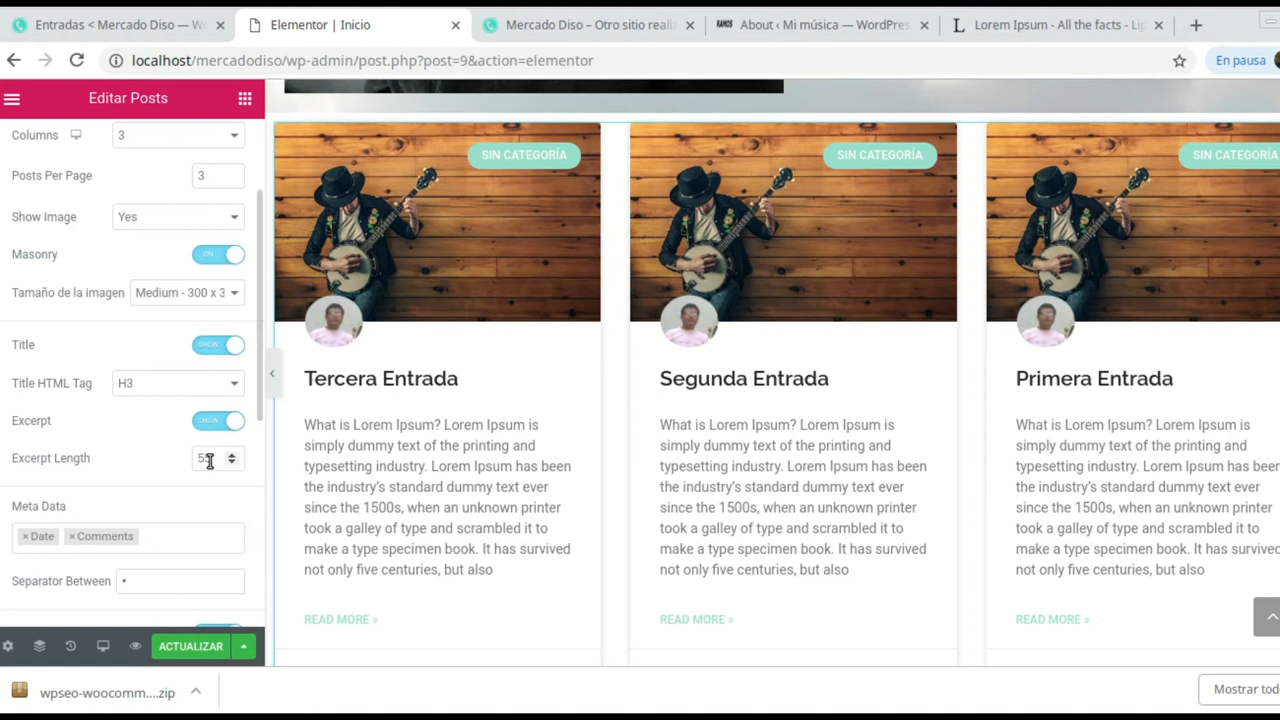 Entradas < Mercado Diso — Wo
Elementor | Inicio
Mercado Diso – Otro sitio realiz
RAMOS About ‹ Mi música — WordPres
L Lorem Ipsum - All the facts - Lip
localhost/mercadodiso/wp-admin/post.php?post=9&action=elementor
En pausa
Editar Posts
Columns 3
Posts Per Page 3
Show Image Yes
Masonry ON
Tamaño de la imagen Medium - 300 x 3
Title SHOW
Title HTML Tag H3
Excerpt SHOW
Excerpt Length
Meta Data
× Date × Comments
Separator Between •
ACTUALIZAR
SIN CATEGORÍA
Tercera Entrada
What is Lorem Ipsum? Lorem Ipsum is
simply dummy text of the printing and
typesetting industry. Lorem Ipsum has been
the industry's standard dummy text ever
since the 1500s, when an unknown printer
took a galley of type and scrambled it to
make a type specimen book. It has survived
not only five centuries, but also
READ MORE »
SIN CATEGORÍA
Segunda Entrada
What is Lorem Ipsum? Lorem Ipsum is
simply dummy text of the printing and
typesetting industry. Lorem Ipsum has been
the industry's standard dummy text ever
since the 1500s, when an unknown printer
took a galley of type and scrambled it to
make a type specimen book. It has survived
not only five centuries, but also
READ MORE »
SIN CATEGORÍA
Primera Entrada
What is Lorem Ipsum? Lorem Ipsum is
simply dummy text of the printing and
typesetting industry. Lorem Ipsum has been
the industry's standard dummy text ever
since the 1500s, when an unknown printer
took a galley of type and scrambled it to
make a type specimen book. It has survived
not only five centuries, but also
READ MORE »
wpseo-woocomm....zip
Mostrar tod